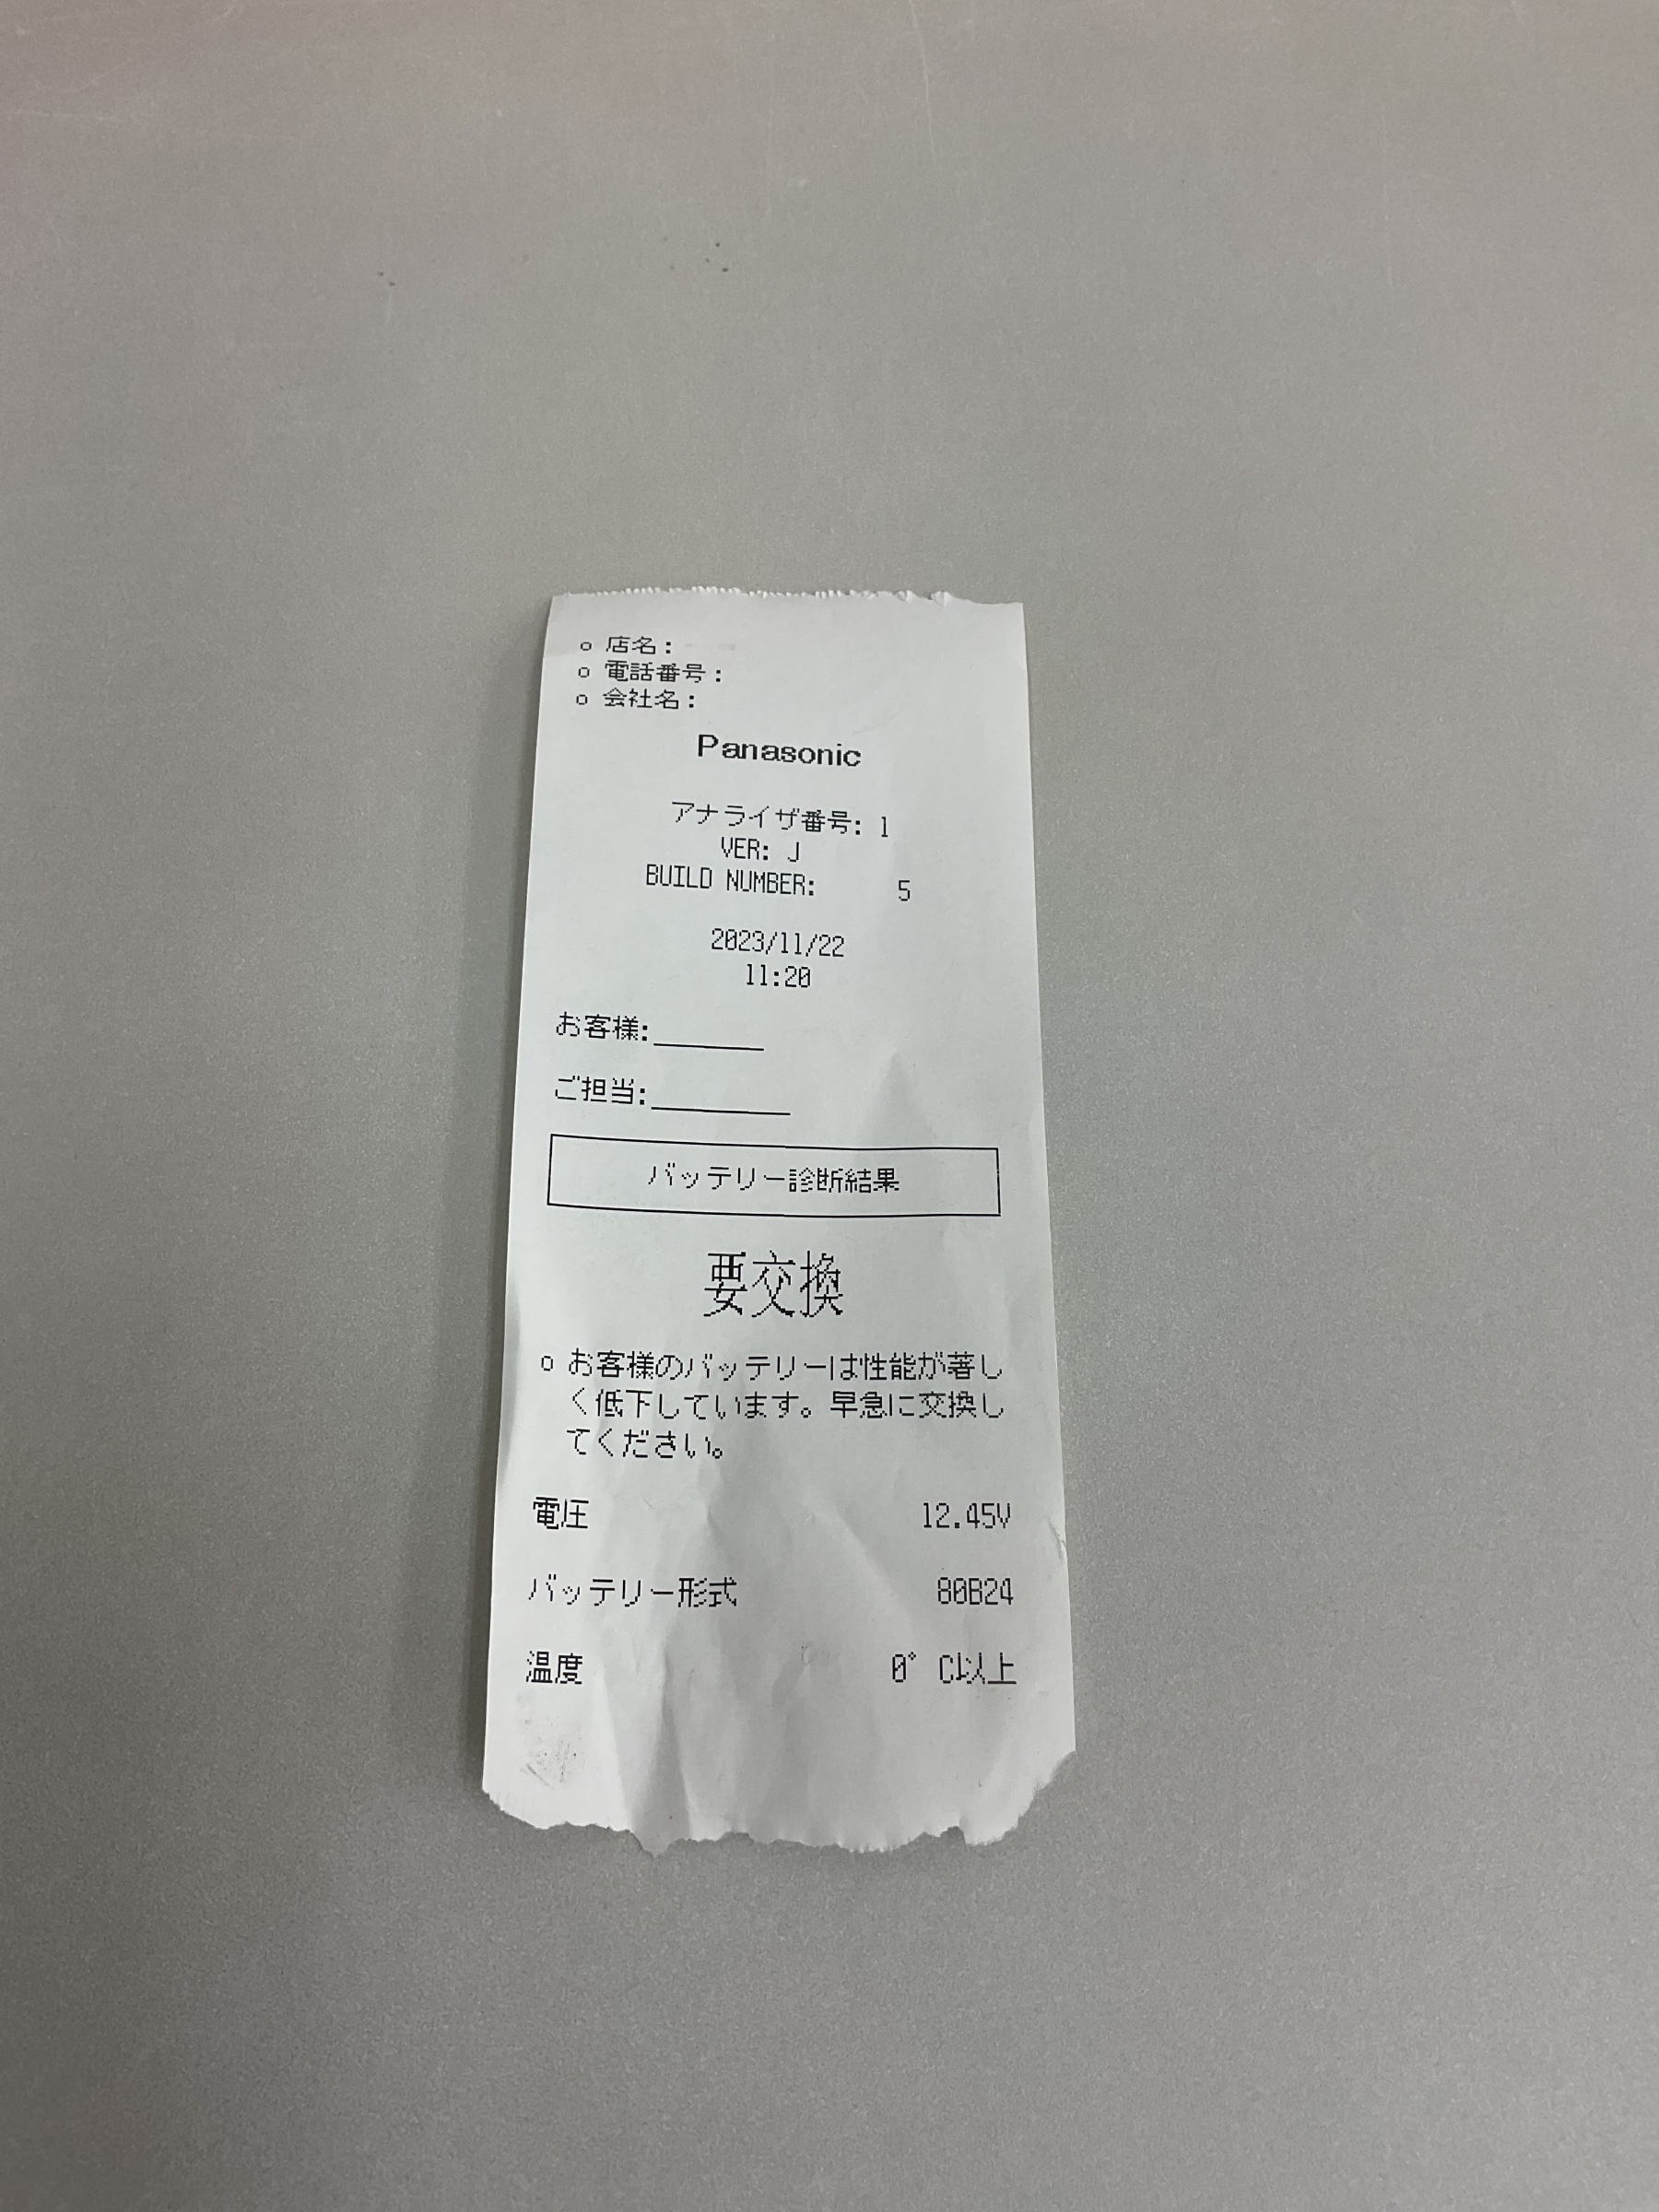 o 店名:
o 電話番号:
o 会社名:
Panasonic
アナライザ番号: 1
VER: J
BUILD NUMBER: 5
2023/11/22
11:20
お客様:______
ご担当:________
バッテリー診断結果
要交換
o お客様のバッテリーは性能が著し
く低下しています。早急に交換し
てください。
電圧 12.45V
バッテリー形式 80B24
温度 0° C以上